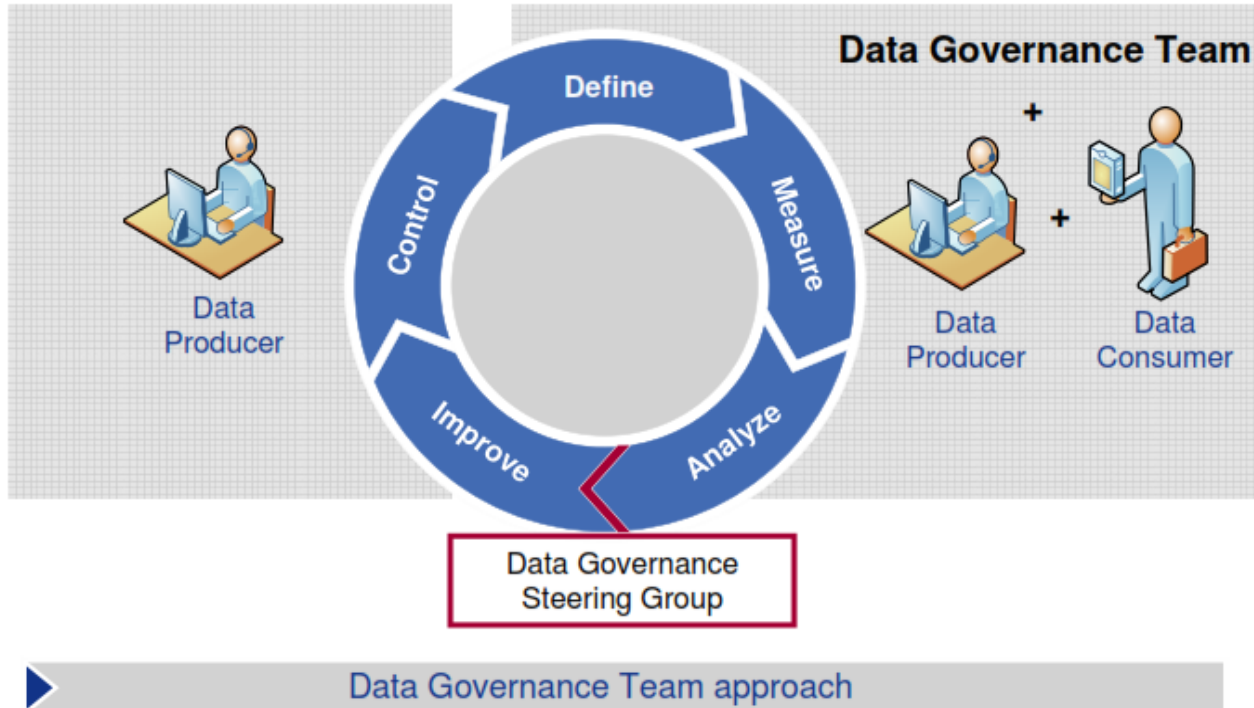 Data Governance Team
+
Define
Measure
Analyze
Improve
Control
Data
Producer
+
Data
Producer
Data
Consumer
Data Governance
Steering Group
Data Governance Team approach